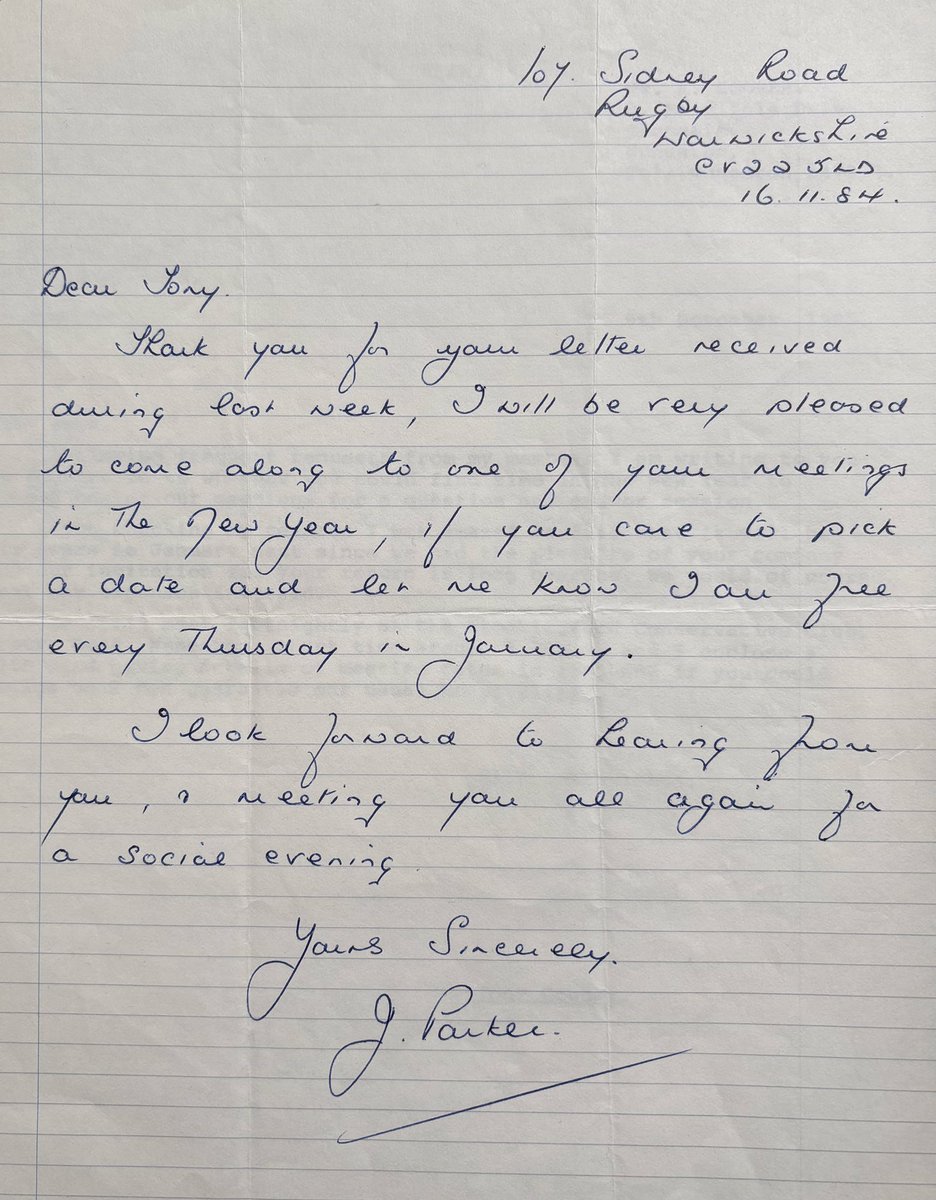 107. Sidney Road
Rugby
Warwickshire
CV22 5LD
16.11.84.
Dear Tony.
Thank you for your letter received
during last week, I will be very pleased
to come along to one of your meetings
in The New Year, if you care to pick
a date and let me know I am free
every Thursday in January.
I look forward to hearing from
you, & meeting you all again for
a social evening
Yours Sincerely.
J. Parker.